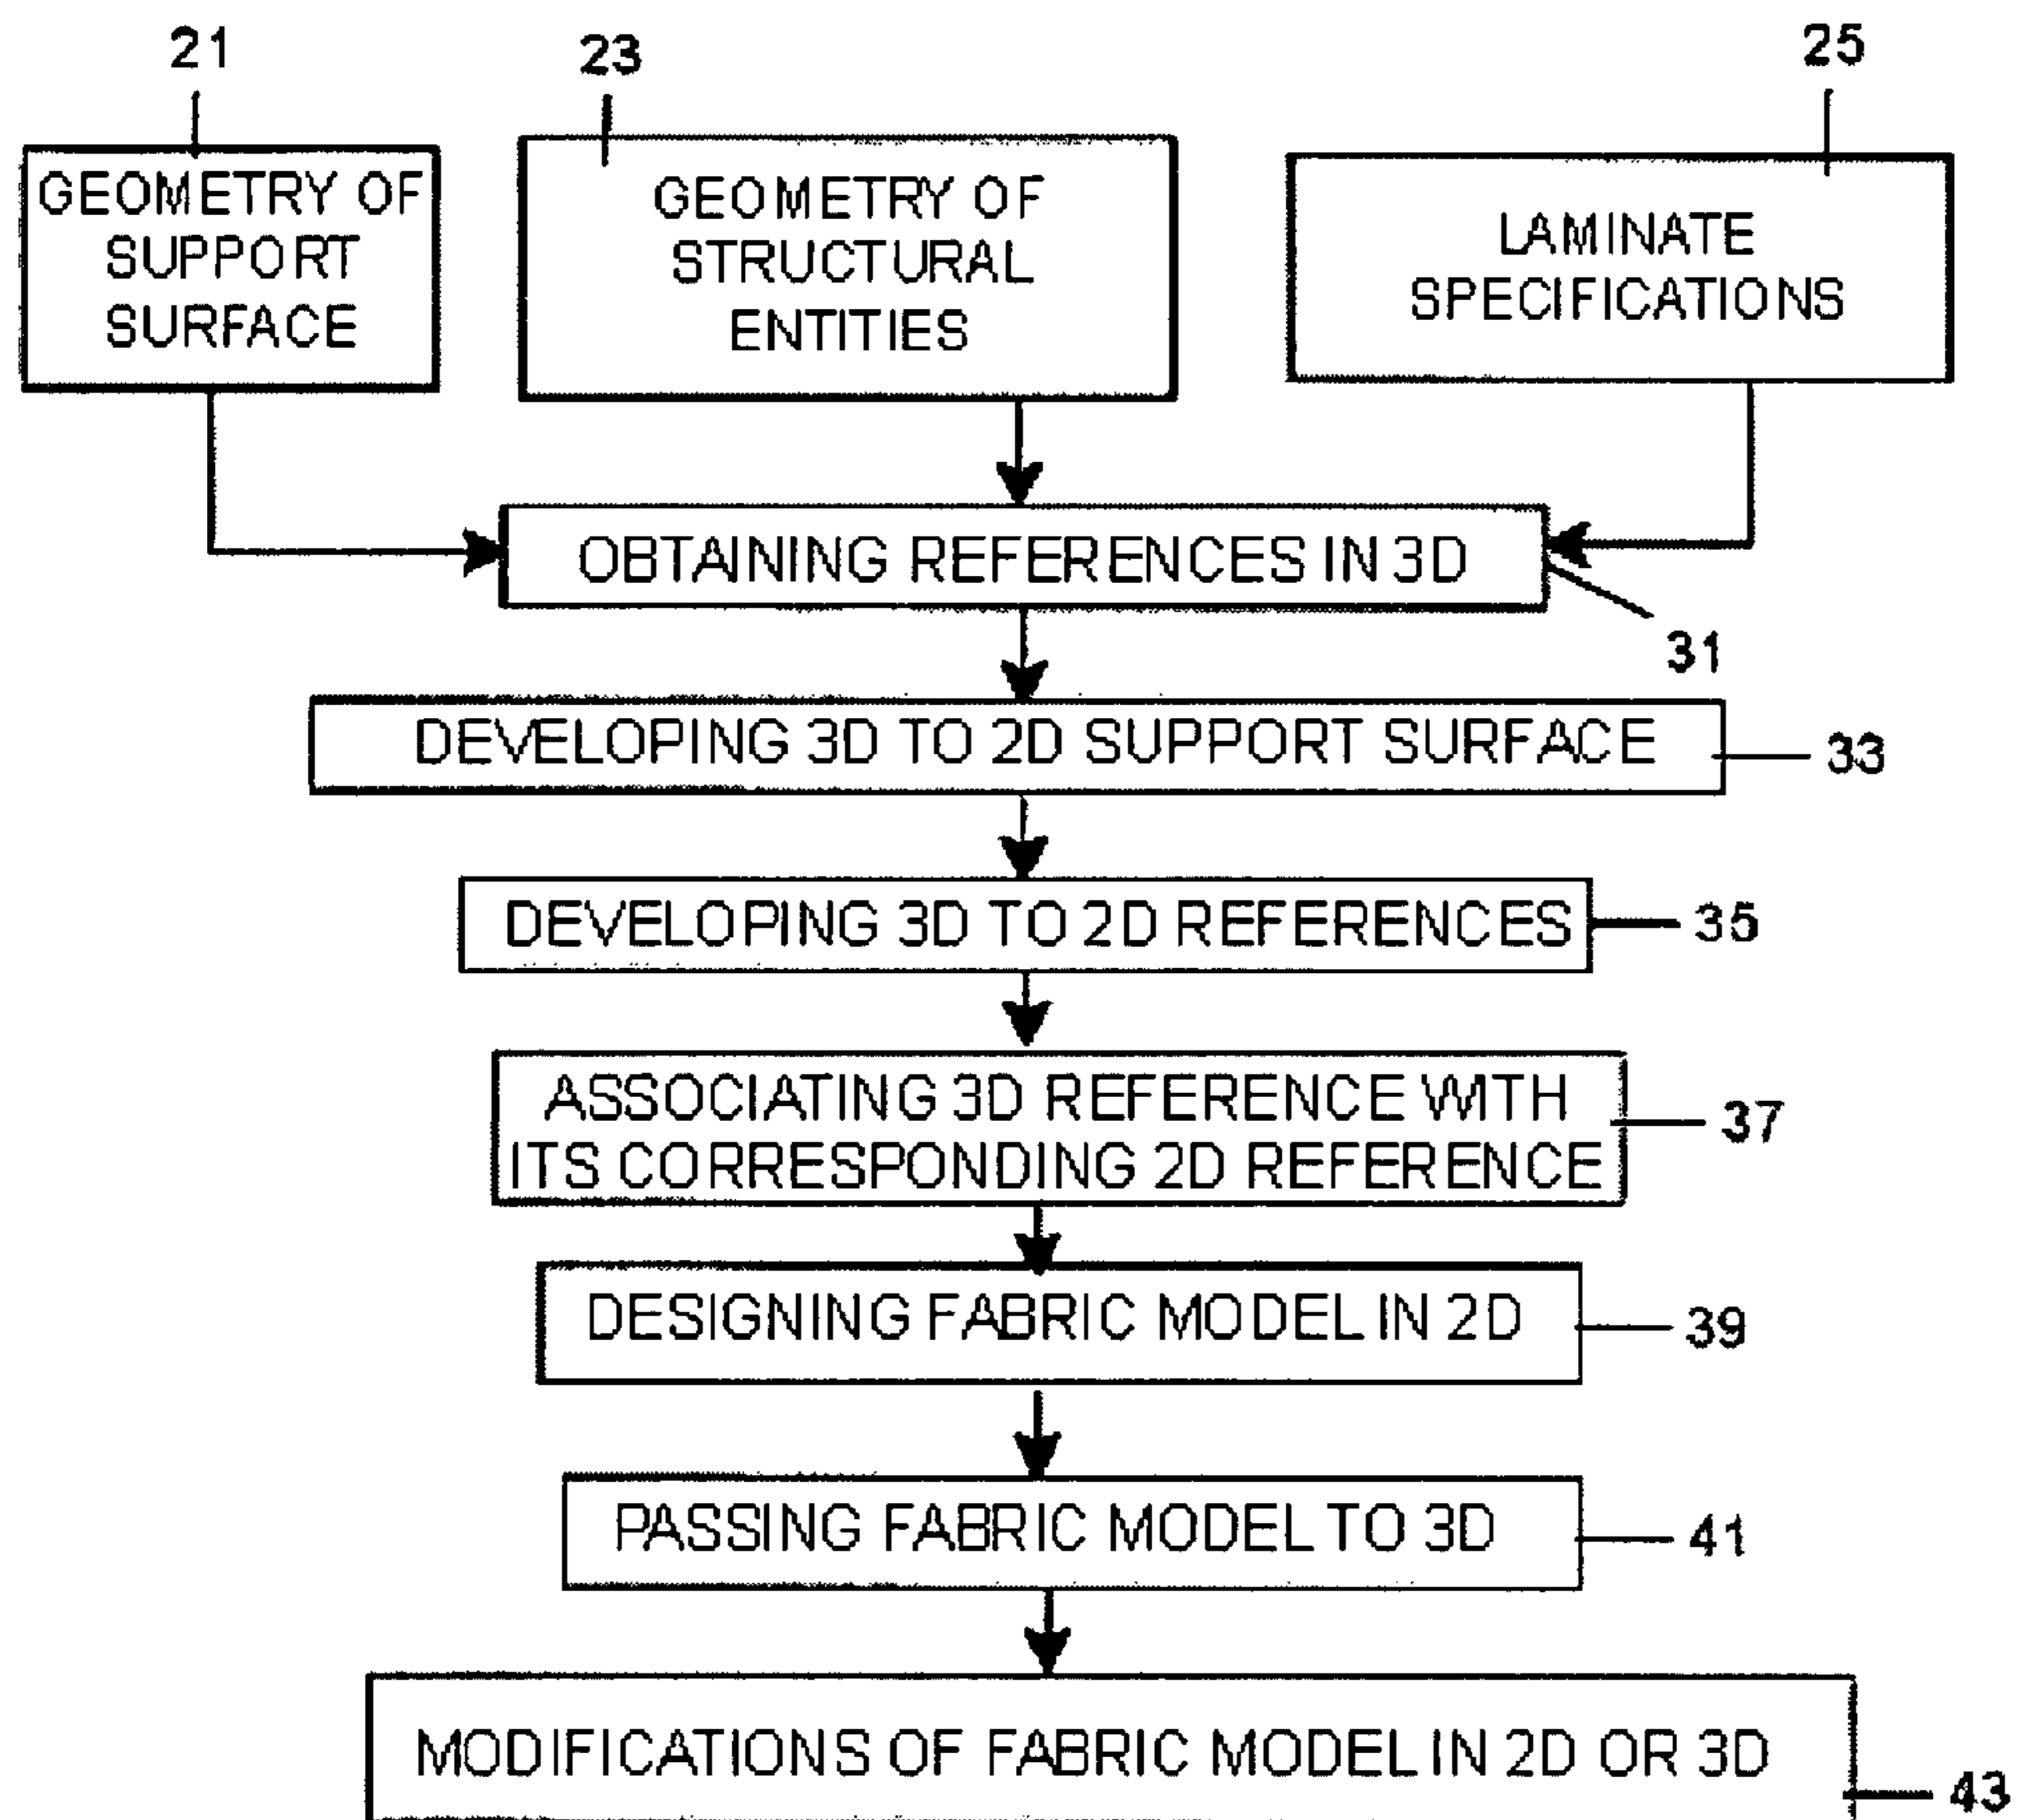 21
23
25
GEOMETRY OF
SUPPORT
SURFACE
GEOMETRY OF
STRUCTURAL
ENTITIES
LAMINATE
SPECIFICATIONS
OBTAINING REFERENCES IN 3D
31
DEVELOPING 3D TO 2D SUPPORT SURFACE
33
DEVELOPING 3D TO 2D REFERENCES
35
ASSOCIATING 3D REFERENCE WITH
ITS CORRESPONDING 2D REFERENCE
37
DESIGNING FABRIC MODEL IN 2D
39
PASSING FABRIC MODEL TO 3D
41
MODIFICATIONS OF FABRIC MODEL IN 2D OR 3D
43